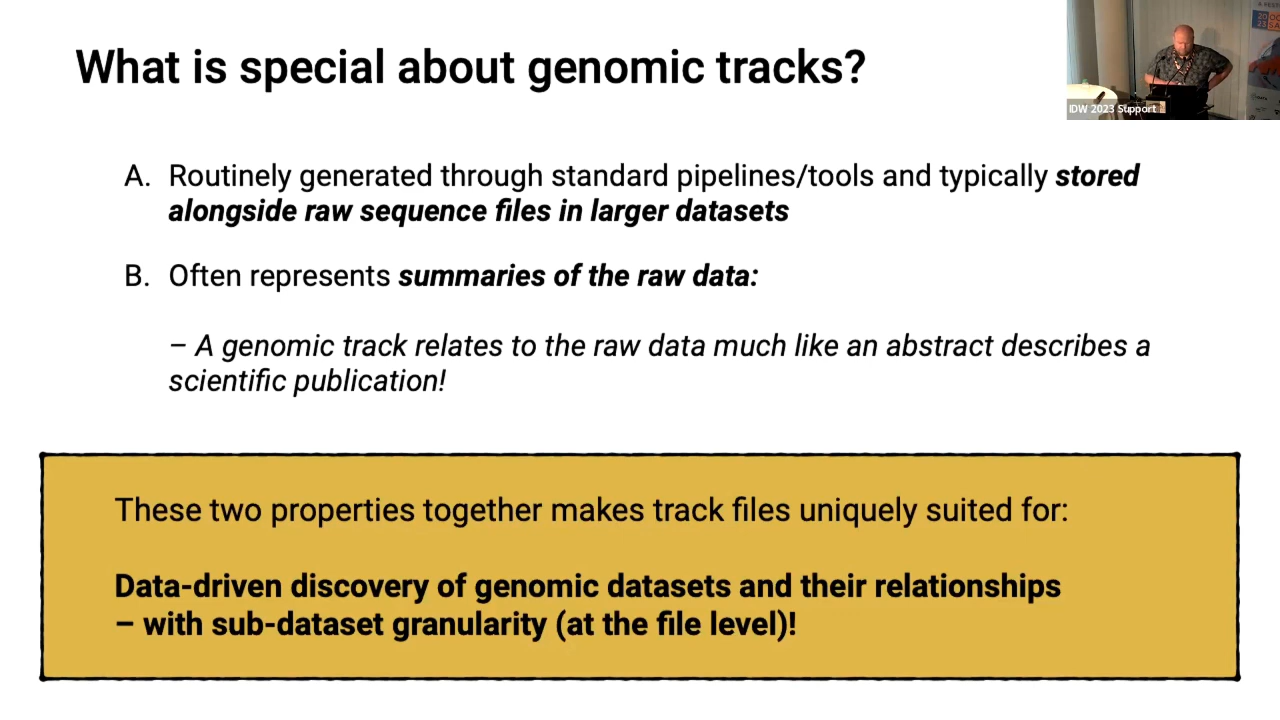 What is special about genomic tracks?
IDW 2023 Support
A. Routinely generated through standard pipelines/tools and typically stored
alongside raw sequence files in larger datasets
B. Often represents summaries of the raw data:
– A genomic track relates to the raw data much like an abstract describes a
scientific publication!
These two properties together makes track files uniquely suited for:
Data-driven discovery of genomic datasets and their relationships
– with sub-dataset granularity (at the file level)!